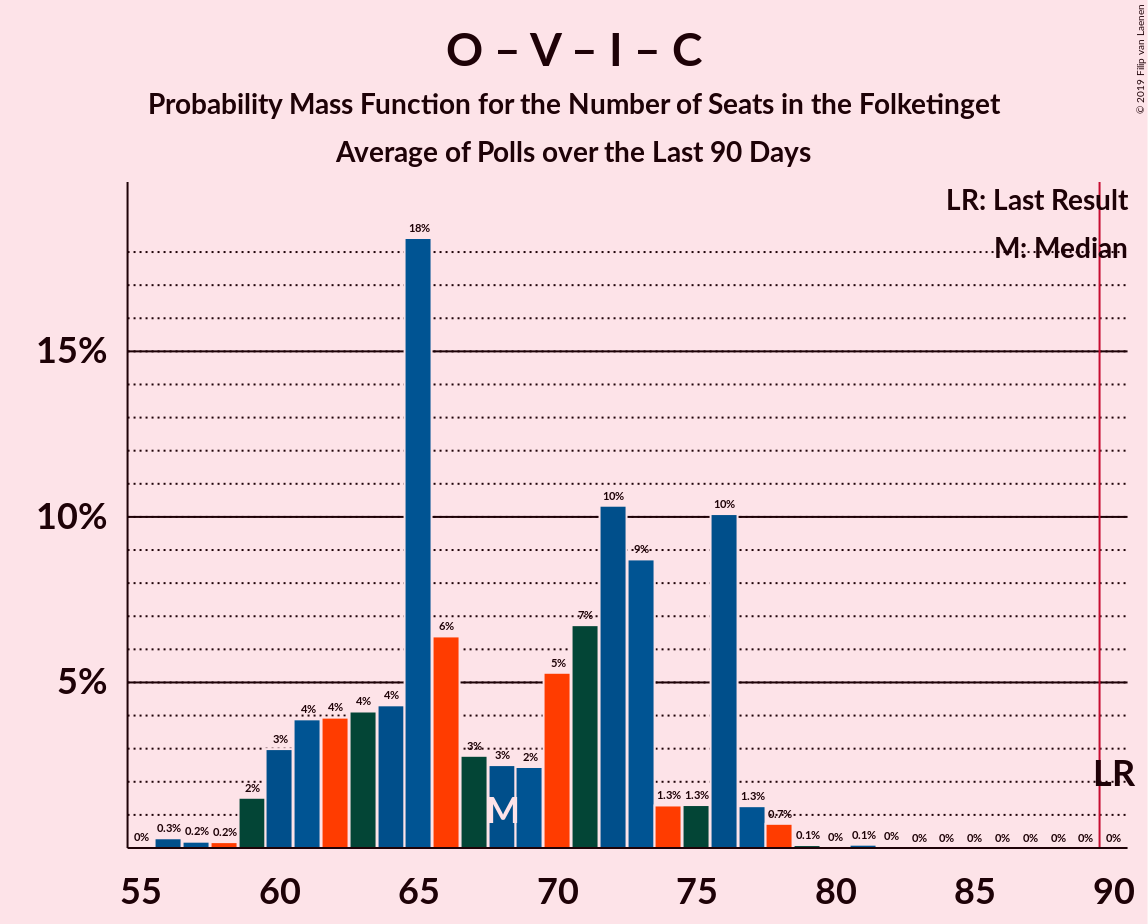 O – V – I – C
Probability Mass Function for the Number of Seats in the Folketinget
Average of Polls over the Last 90 Days
© 2019 Filip van Laenen
LR: Last Result
M: Median
15%
10%
5%
0% 0.3% 0.2% 0.2% 2% 3% 4% 4% 4% 4% 18% 6% 3% 3% 2% 5% 7% 10% 9% 1.3% 1.3% 10% 1.3% 0.7% 0.1% 0% 0.1% 0% 0% 0% 0% 0% 0% 0% 0% 0%
M
LR
55 60 65 70 75 80 85 90